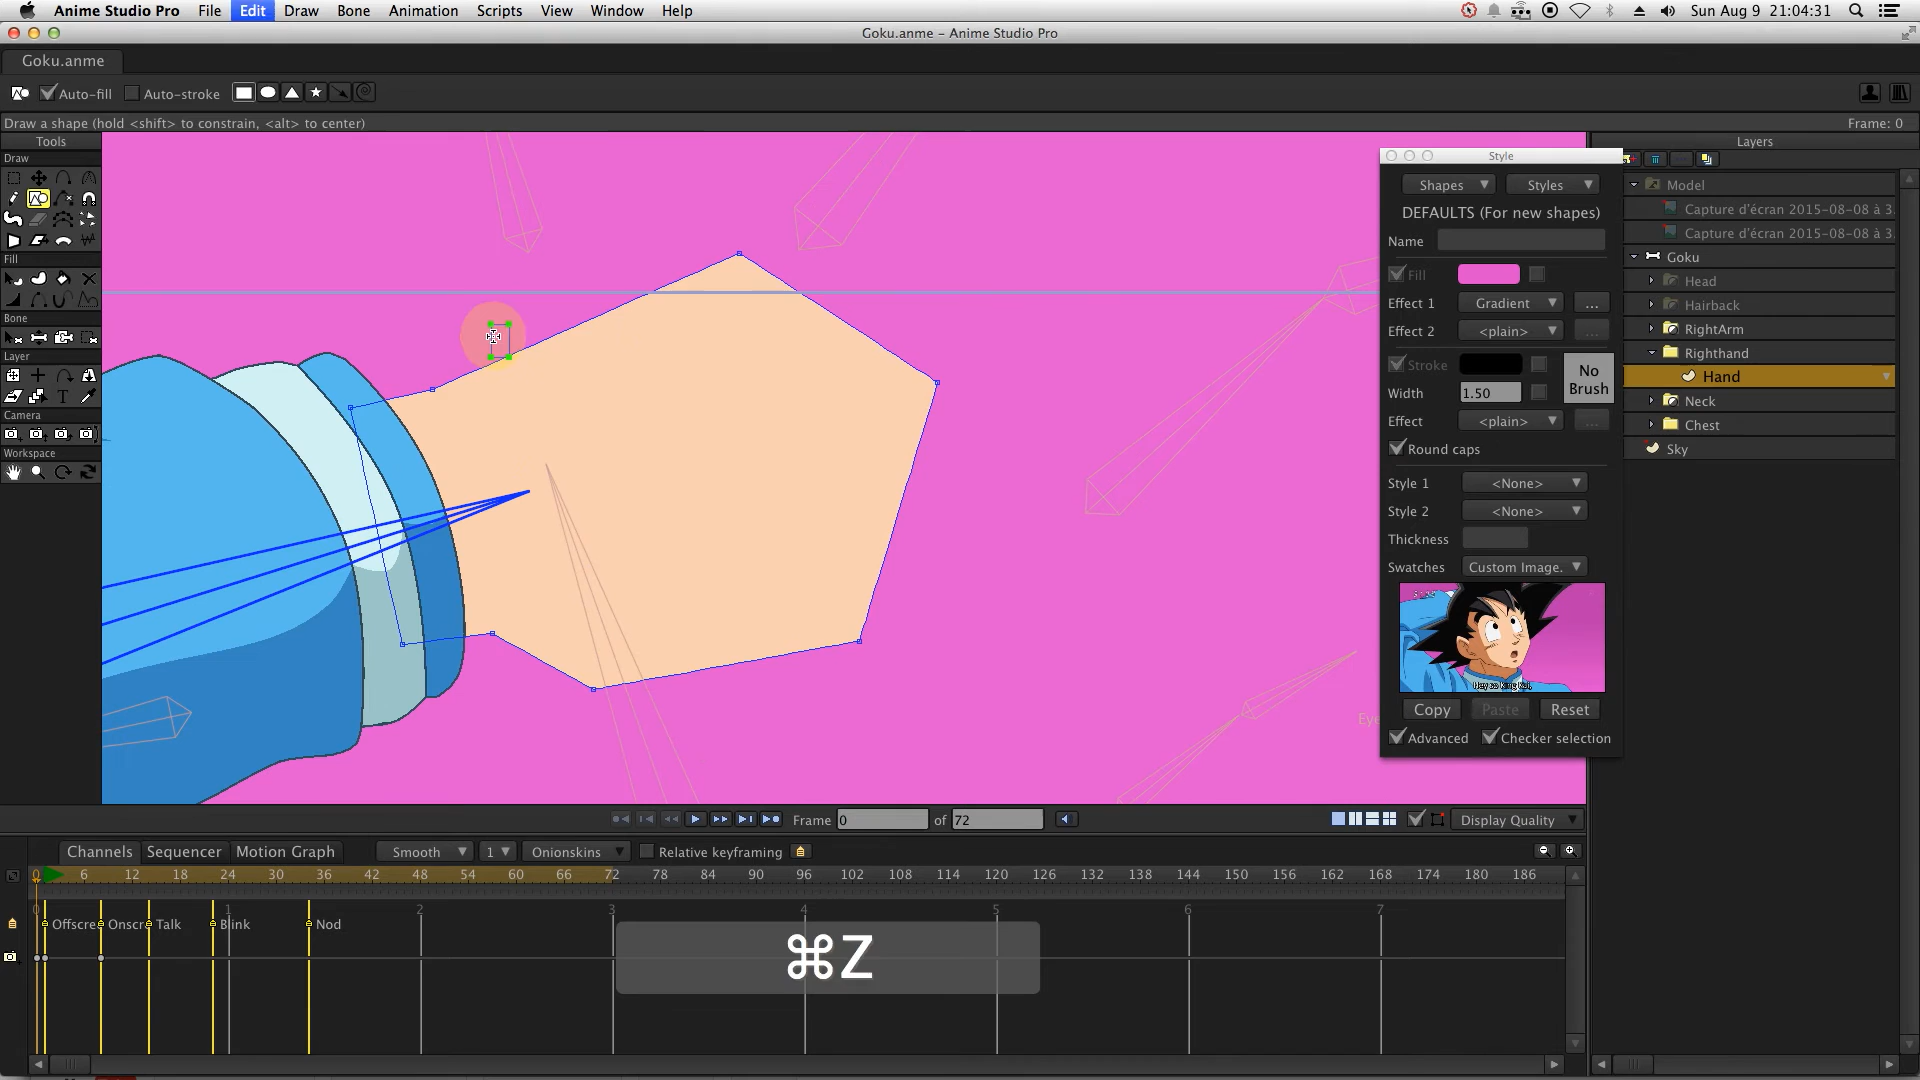 Anime Studio Pro File Edit Draw Bone Animation Scripts View Window Help Sun Aug 9 21:04:31
Goku.anme - Anime Studio Pro
Goku.anme
Auto-fill Auto-stroke
Draw a shape (hold <shift> to constrain, <alt> to center) Frame: 0
Tools
Draw
Fill
Bone
Layer
Camera
Workspace
Layers
Model
Capture d'écran 2015-08-08 à 3.
Capture d'écran 2015-08-08 à 3.
Goku
Head
Hairback
RightArm
Righthand
Hand
Neck
Chest
Sky
Style
Shapes Styles
DEFAULTS (For new shapes)
Name
Fill
Effect 1 Gradient ...
Effect 2 <plain> ...
Stroke No Brush
Width 1.50
Effect <plain> ...
Round caps
Style 1 <None>
Style 2 <None>
Thickness
Swatches Custom Image.
Hey so King Kai,
Copy Paste Reset
Advanced Checker selection
Eye
Frame 0 of 72 Display Quality
Channels Sequencer Motion Graph Smooth 1 Onionskins Relative keyframing
0 6 12 18 24 30 36 42 48 54 60 66 72 78 84 90 96 102 108 114 120 126 132 138 144 150 156 162 168 174 180 186
0 1 2 3 4 5 6 7
Offscre Onscr Talk Blink Nod
⌘Z